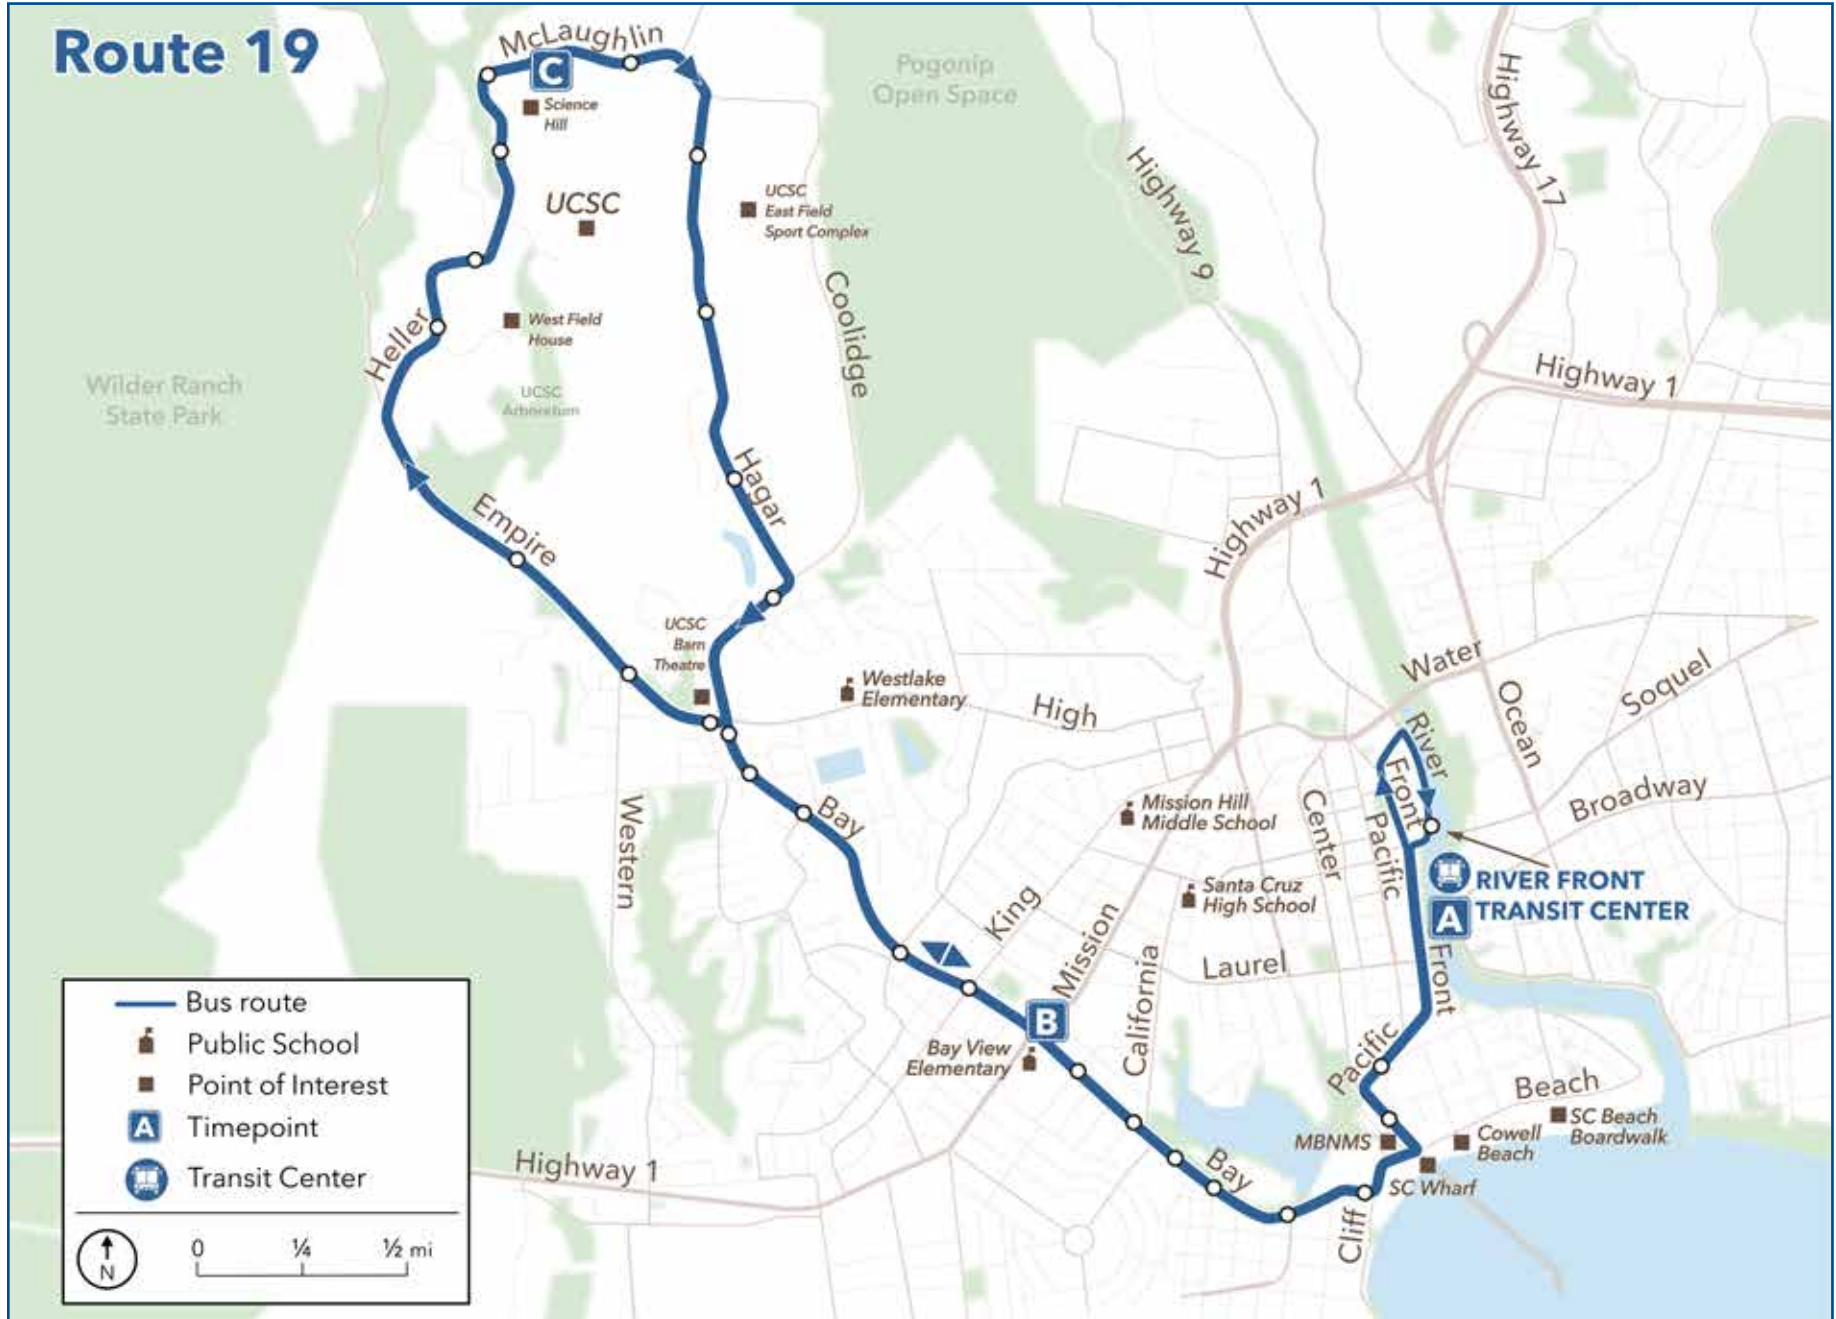 Route 19
McLaughlin
C
Science
Hill
Pogonip
Open Space
Highway 17
UCSC
UCSC
East Field
Sport Complex
Highway 9
Heller
West Field
House
Coolidge
Wilder Ranch
State Park
UCSC
Arboretum
Highway 1
Hagar
Empire
Highway 1
UCSC
Barn
Theatre
Westlake
Elementary
High
Water
Soquel
Ocean
River
Front
Broadway
Western
Bay
Mission Hill
Middle School
Center
Pacific
Santa Cruz
High School
RIVER FRONT
TRANSIT CENTER
A
King
Mission
California
Laurel
Front
B
Bay View
Elementary
Pacific
Beach
SC Beach
Boardwalk
MBNMS
Cowell
Beach
SC Wharf
Bay
Cliff
Highway 1
Bus route
Public School
Point of Interest
A Timepoint
Transit Center
N
0 ¼ ½ mi